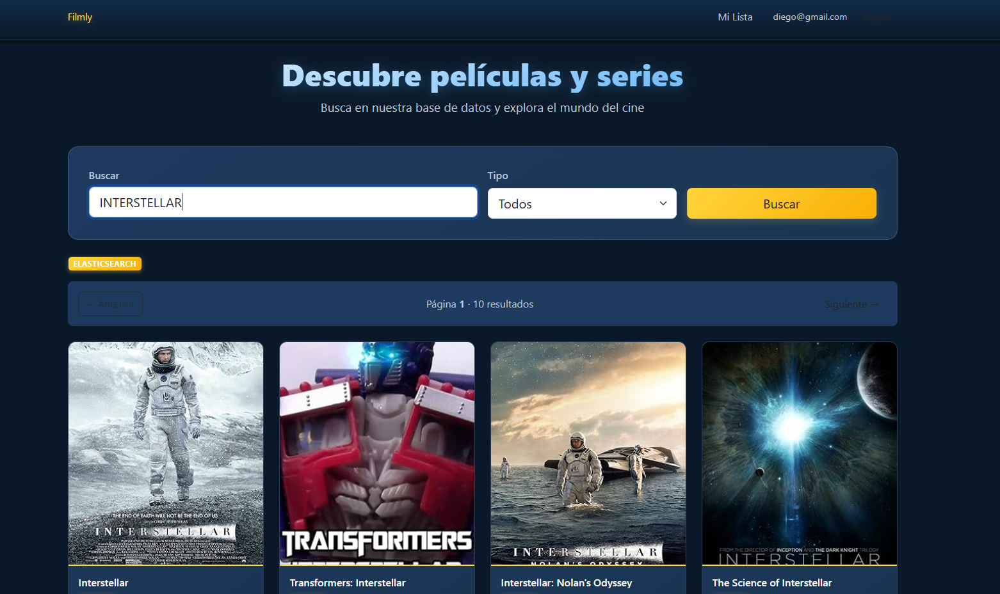 Filmly
Mi Lista
diego@gmail.com
Logout
Descubre películas y series
Busca en nuestra base de datos y explora el mundo del cine
Buscar
Tipo
INTERSTELLAR
Todos
Buscar
ELASTICSEARCH
← Anterior
Página 1 · 10 resultados
Siguiente →
THE END OF EARTH WILL NOT BE THE END OF US
INTERSTELLAR
TRANSFORMERS
INTERSTELLAR
INTERSTELLAR
NOLAN'S ODYSSEY
FROM THE DIRECTOR OF INCEPTION AND THE DARK KNIGHT TRILOGY
INTERSTELLAR
Interstellar
Transformers: Interstellar
Interstellar: Nolan's Odyssey
The Science of Interstellar